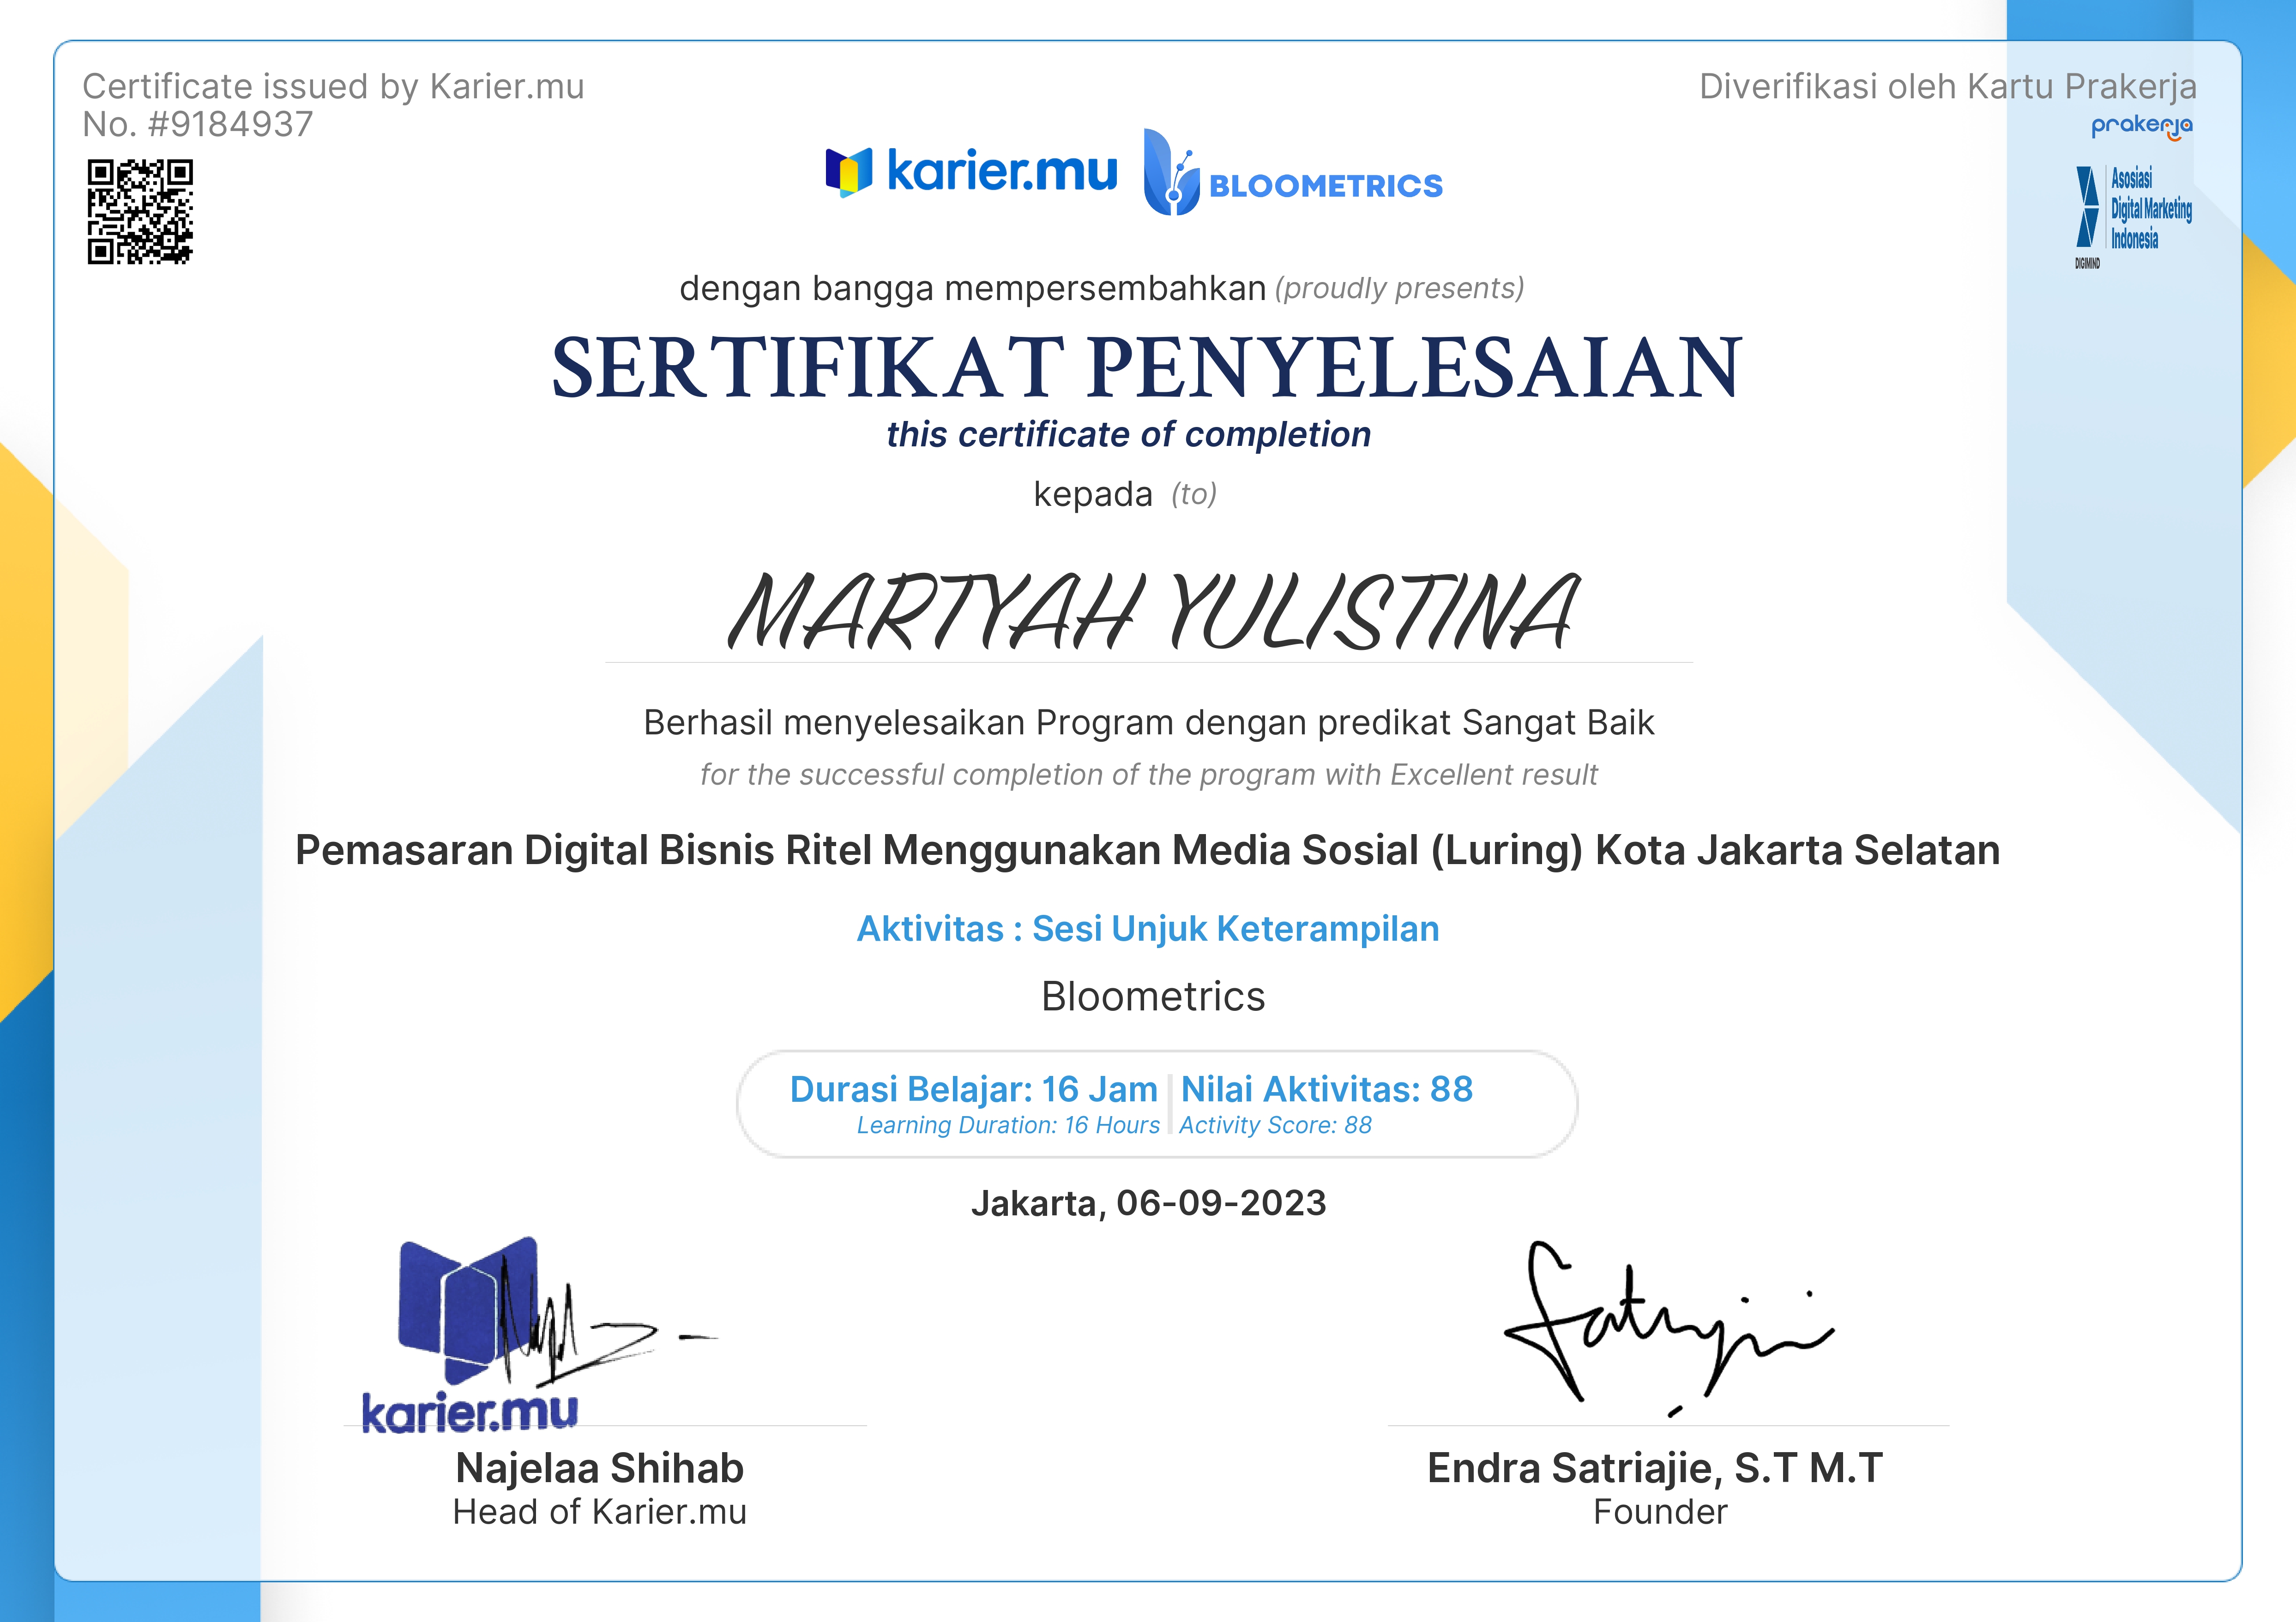 Certificate issued by Karier.mu
No. #9184937
Diverifikasi oleh Kartu Prakerja
prakerja
Asosiasi
Digital Marketing
Indonesia
DIGIMIND
karier.mu
BLOOMETRICS
dengan bangga mempersembahkan (proudly presents)
SERTIFIKAT PENYELESAIAN
this certificate of completion
kepada (to)
MARTYAH YULISTINA
Berhasil menyelesaikan Program dengan predikat Sangat Baik
for the successful completion of the program with Excellent result
Pemasaran Digital Bisnis Ritel Menggunakan Media Sosial (Luring) Kota Jakarta Selatan
Aktivitas : Sesi Unjuk Keterampilan
Bloometrics
Durasi Belajar: 16 Jam Nilai Aktivitas: 88
Learning Duration: 16 Hours Activity Score: 88
Jakarta, 06-09-2023
karier.mu
Najelaa Shihab
Head of Karier.mu
Endra Satriajie, S.T M.T
Founder